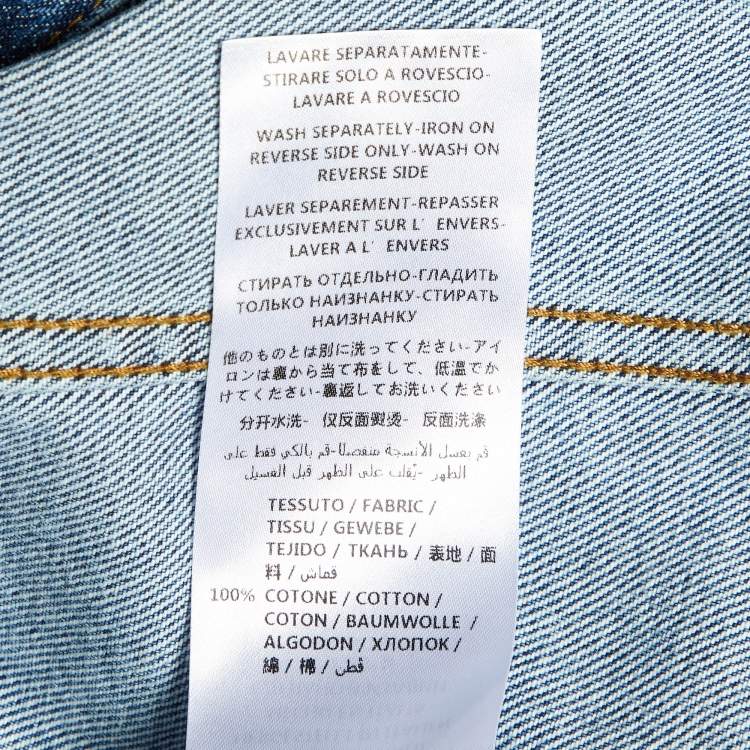 LAVARE SEPARATAMENTE-
STIRARE SOLO A ROVESCIO-
LAVARE A ROVESCIO
WASH SEPARATELY-IRON ON
REVERSE SIDE ONLY-WASH ON
REVERSE SIDE
LAVER SEPAREMENT-REPASSER
EXCLUSIVEMENT SUR L' ENVERS-
LAVER A L' ENVERS
СТИРАТЬ ОТДЕЛЬНО-ГЛАДИТЬ
ТОЛЬКО НАИЗНАНКУ-СТИРАТЬ
НАИЗНАНКУ
他のものとは別に洗ってください-アイ
ロンは裏から当て布をして、低温でか
けてください-裏返してお洗いください
分开水洗- 仅反面熨烫- 反面洗涤
قم بغسل الأنسجة منفصلا-قم بالكي فقط على
الظهر -يُقلب على الظهر قبل الغسيل
TESSUTO / FABRIC /
TISSU / GEWEBE /
TEJIDO / ТКАНЬ / 表地 / 面
料 / قماش
100% COTONE / COTTON /
COTON / BAUMWOLLE /
ALGODON / ХЛОПОК /
綿 / 棉 / قطن